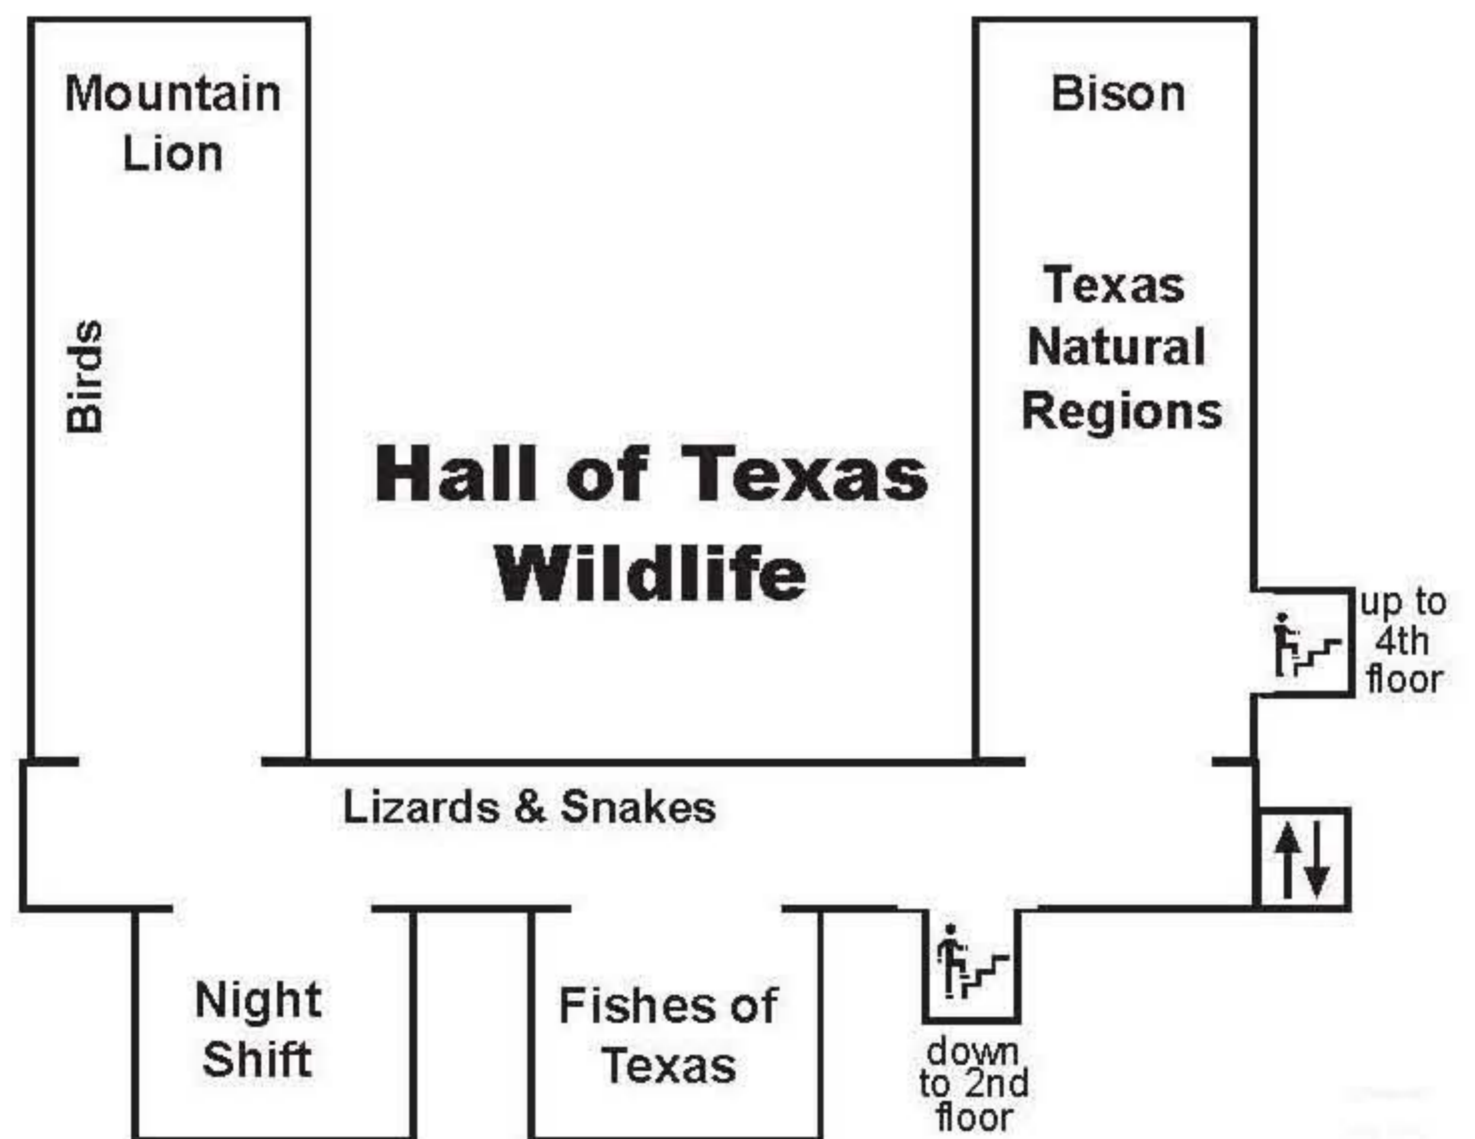 Mountain
Lion
Birds
Bison
Texas
Natural
Regions
Hall of Texas
Wildlife
up to
4th
floor
Lizards & Snakes
Night
Shift
Fishes of
Texas
down
to 2nd
floor